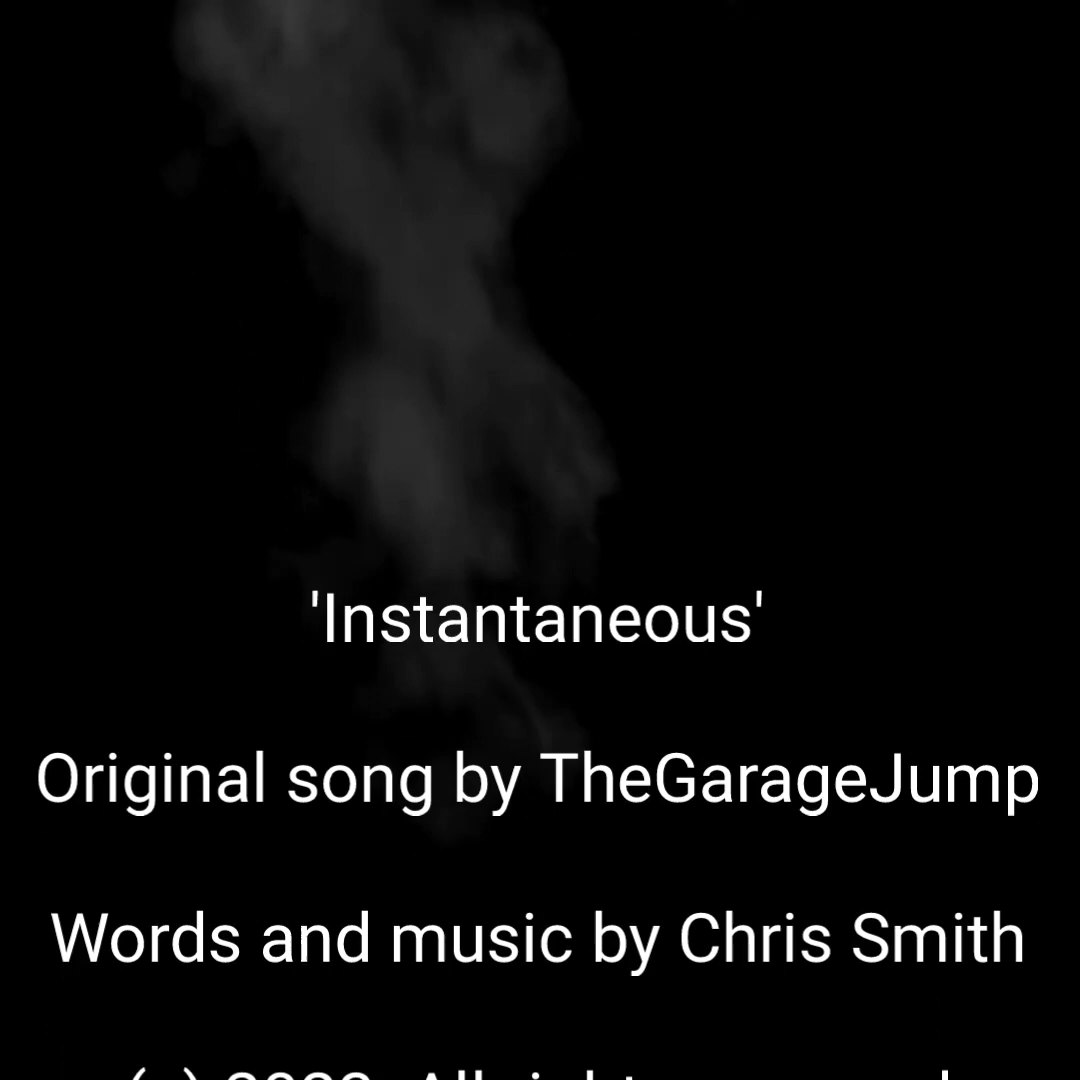 'Instantaneous'
Original song by TheGarageJump
Words and music by Chris Smith